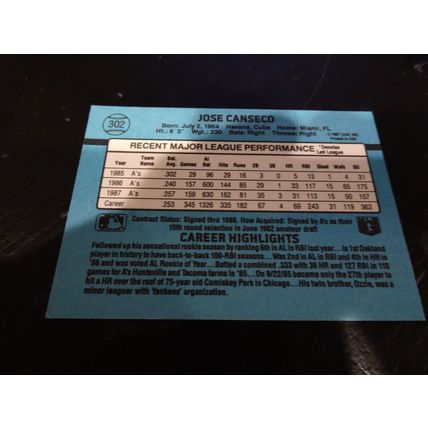 302
JOSE CANSECO
Born: July 2, 1964 Havana, Cuba Home: Miami, FL
Ht.: 6' 3" Wgt.: 230 Bats: Right Throws: Right
© 1987 LEAF, INC.
Printed in USA
RECENT MAJOR LEAGUE PERFORMANCE *Denotes Led League
Year Team Name Bat. Avg. Games At Bat Hits Runs 2B 3B HR RBI Stolen Walk SO
1985 A's .302 29 96 29 16 3 0 5 13 1 4 31
1986 A's .240 157 600 144 85 29 1 33 117 15 65 175
1987 A's .257 159 630 162 81 35 3 31 113 15 50 157
Career .253 345 1326 335 182 67 4 69 243 31 119 363
Contract Status: Signed thru 1988. How Acquired: Signed by A's as their
15th round selection in June 1982 amateur draft
CAREER HIGHLIGHTS
Followed up his sensational rookie season by ranking 6th in AL in RBI last year... Is 1st Oakland
player in history to have back-to-back 100-RBI seasons...Was 2nd in AL in RBI and 4th in HR in
'86 and was voted AL Rookie of Year...Batted a combined .333 with 36 HR and 127 RBI in 118
games for A's Huntsville and Tacoma farms in '85... On 9/22/85 became only the 27th player to
hit a HR over the roof of 75-year old Comiskey Park in Chicago...His twin brother, Ozzie, was a
minor leaguer with Yankees' organization.